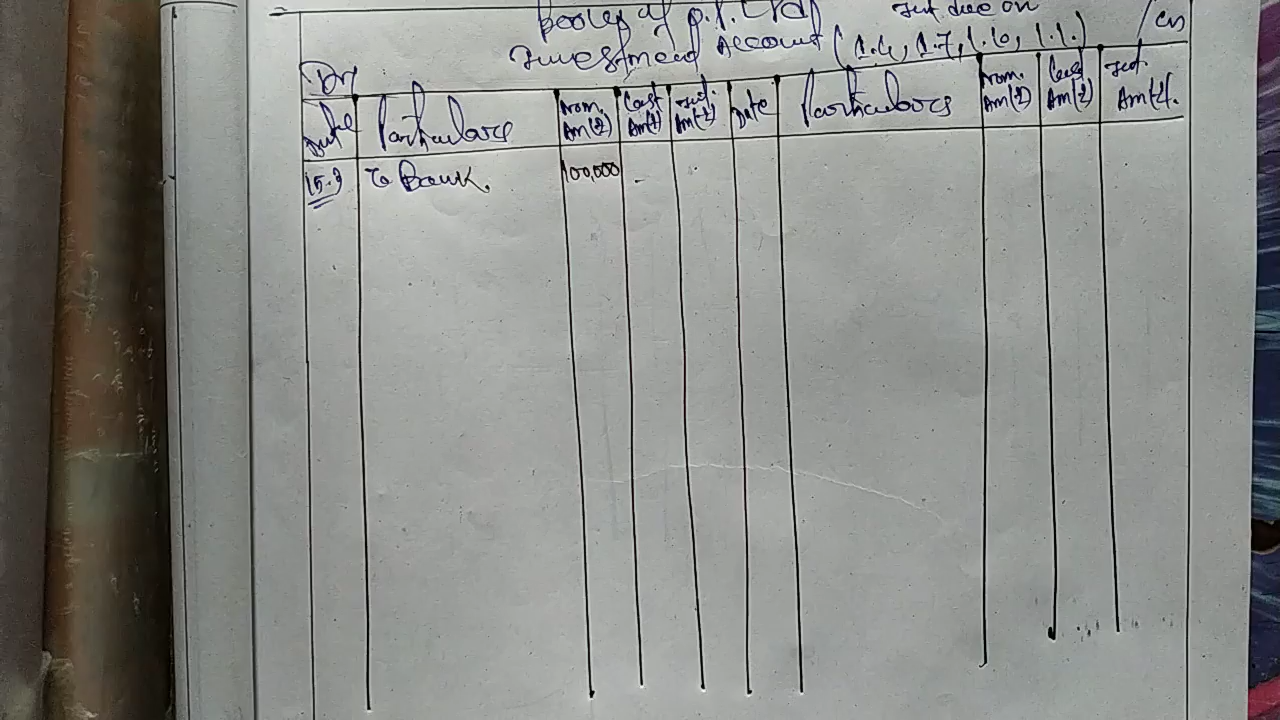 books of P.I. Ltd
Int due on
Investment Account (1.4, 1.7, 1.10, 1.1.)
Dr
/Cr
Date Particulars Nom. Am(₹) Cost Am(₹) Int. Am(₹) Date Particulars Nom. Am(₹) Cost Am(₹) Int. Am(₹).
15.9 To Bank. 100,000 -